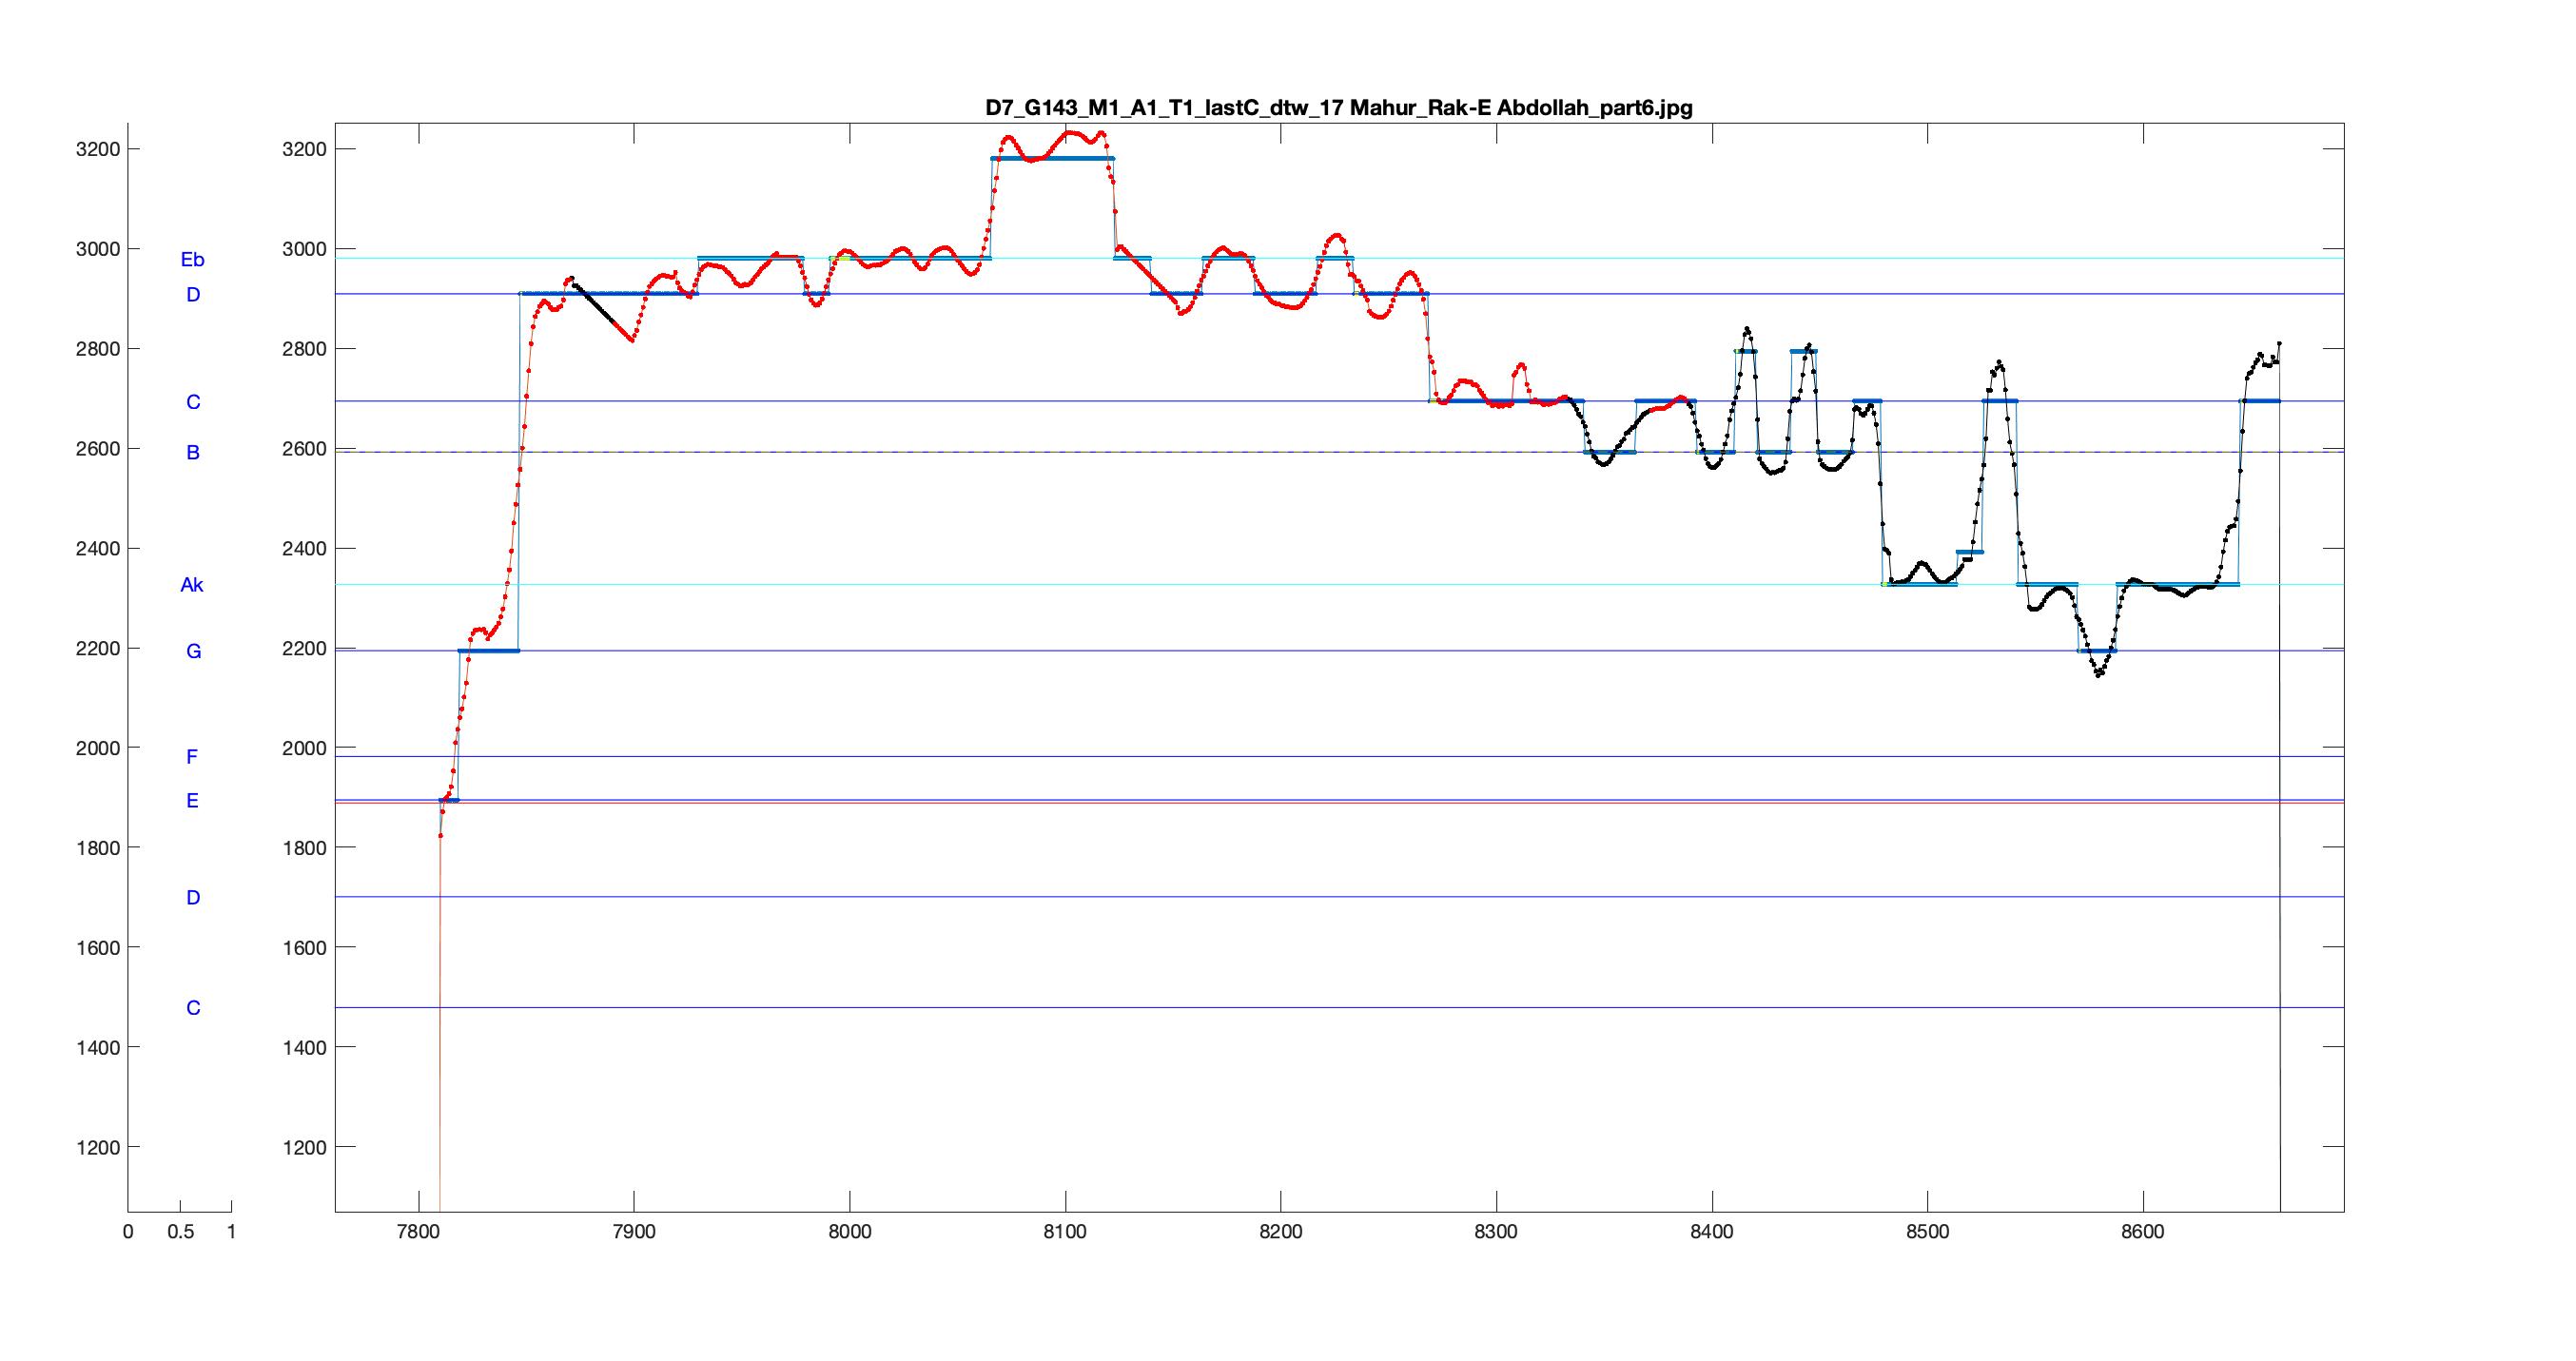 D7_G143_M1_A1_T1_lastC_dtw_17 Mahur_Rak-E Abdollah_part6.jpg
3200 3200
3000 3000
Eb
D
2800 2800
C
2600 2600
B
2400 2400
Ak
2200 2200
G
2000 2000
F
E
1800 1800
D
1600 1600
C
1400 1400
1200 1200
0 0.5 1 7800 7900 8000 8100 8200 8300 8400 8500 8600